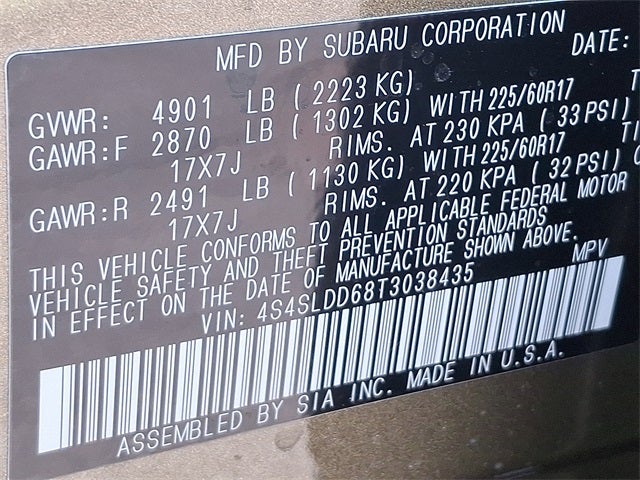 MFD BY SUBARU CORPORATION DATE:
GVWR: 4901 LB ( 2223 KG)
GAWR:F 2870 LB ( 1302 KG) WITH 225/60R17
17X7J RIMS. AT 230 KPA ( 33 PSI)
GAWR:R 2491 LB ( 1130 KG) WITH 225/60R17
17X7J RIMS. AT 220 KPA ( 32 PSI)
THIS VEHICLE CONFORMS TO ALL APPLICABLE FEDERAL MOTOR
VEHICLE SAFETY AND THEFT PREVENTION STANDARDS
IN EFFECT ON THE DATE OF MANUFACTURE SHOWN ABOVE.
VIN: 4S4SLDD68T3038435 MPV
ASSEMBLED BY SIA INC. MADE IN U.S.A.